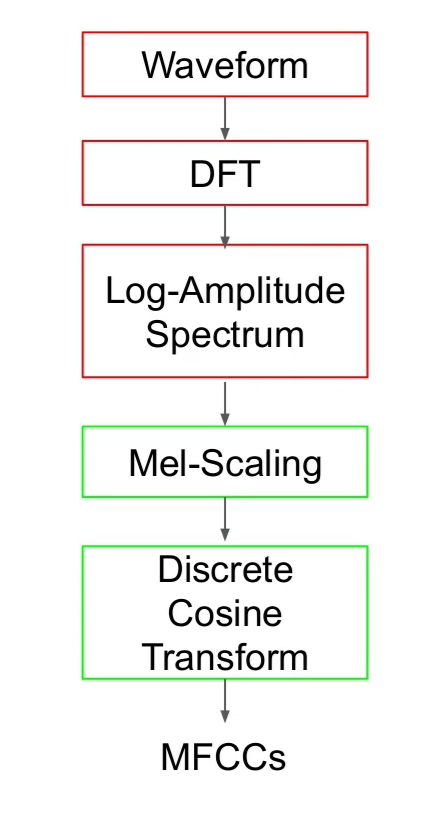 Waveform
DFT
Log-Amplitude
Spectrum
Mel-Scaling
Discrete
Cosine
Transform
MFCCs